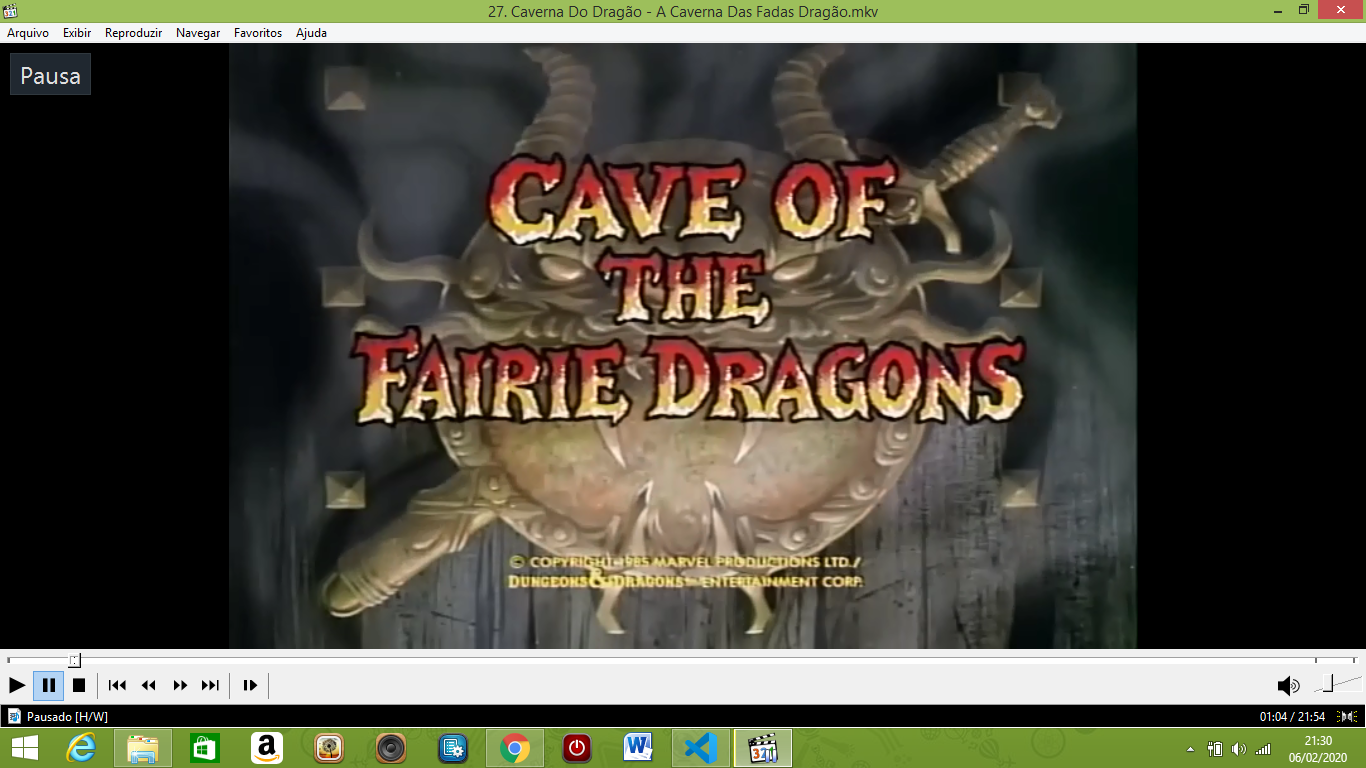 27. Caverna Do Dragão - A Caverna Das Fadas Dragão.mkv
Arquivo Exibir Reproduzir Navegar Favoritos Ajuda
Pausa
CAVE OF
THE
FAIRIE DRAGONS
© COPYRIGHT 1985 MARVEL PRODUCTIONS LTD./
DUNGEONS & DRAGONS™ ENTERTAINMENT CORP.
Pausado [H/W]
01:04 / 21:54
21:30
06/02/2020